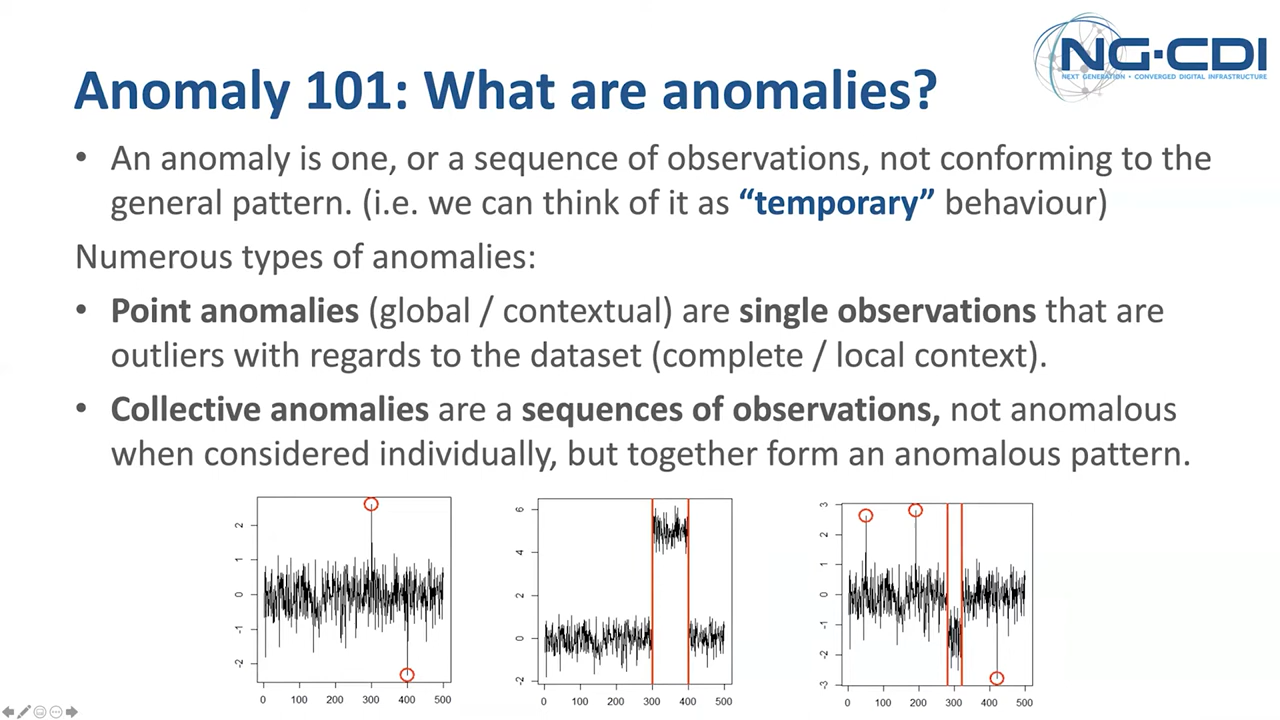 NG-CDI
NEXT GENERATION • CONVERGED DIGITAL INFRASTRUCTURE
Anomaly 101: What are anomalies?
• An anomaly is one, or a sequence of observations, not conforming to the
general pattern. (i.e. we can think of it as “temporary” behaviour)
Numerous types of anomalies:
• Point anomalies (global / contextual) are single observations that are
outliers with regards to the dataset (complete / local context).
• Collective anomalies are a sequences of observations, not anomalous
when considered individually, but together form an anomalous pattern.
2
1
0
-1
-2
0 100 200 300 400 500
6
4
2
0
-2
0 100 200 300 400 500
3
2
1
0
-1
-2
-3
0 100 200 300 400 500